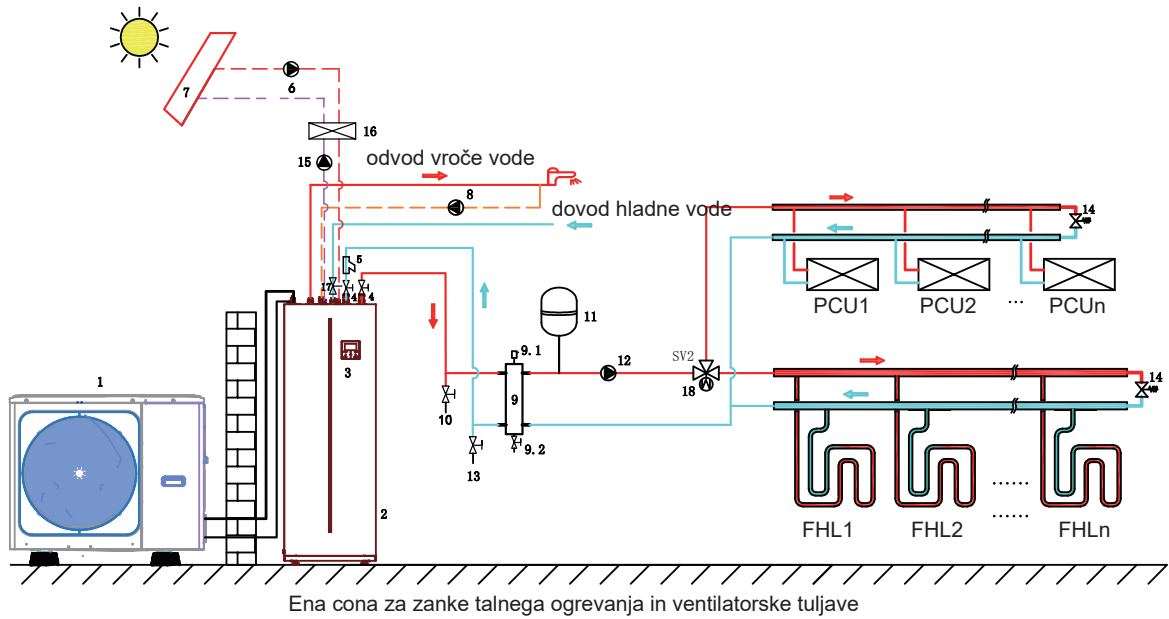 6
7
16
15
odvod vroče vode
8
dovod hladne vode
14
5
17
4
4
PCU1
PCU2
...
PCUn
11
9.1
SV2
12
3
18
14
1
9
10
9.2
13
2
......
......
FHL1
FHL2
FHLn
Ena cona za zanke talnega ogrevanja in ventilatorske tuljave